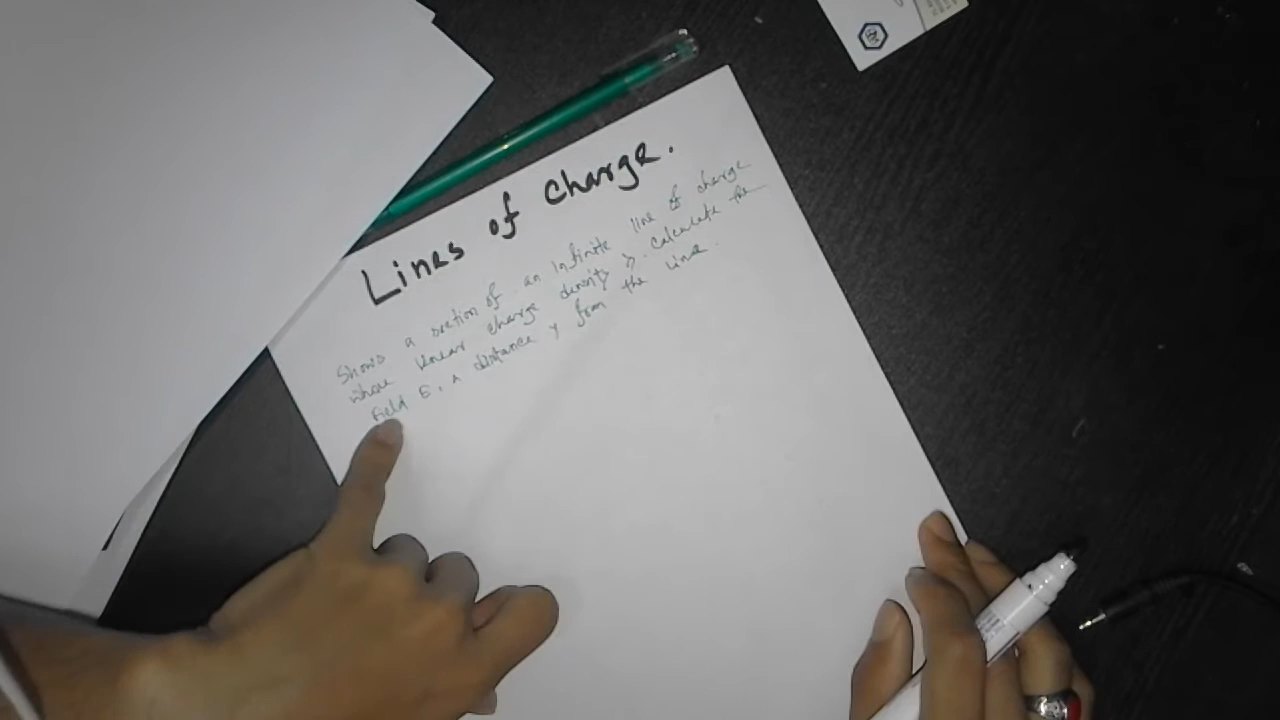 Lines of charge.
Shows a section of an infinite line of charge
whose linear charge density λ. calculate the
field E, a distance y from the line.